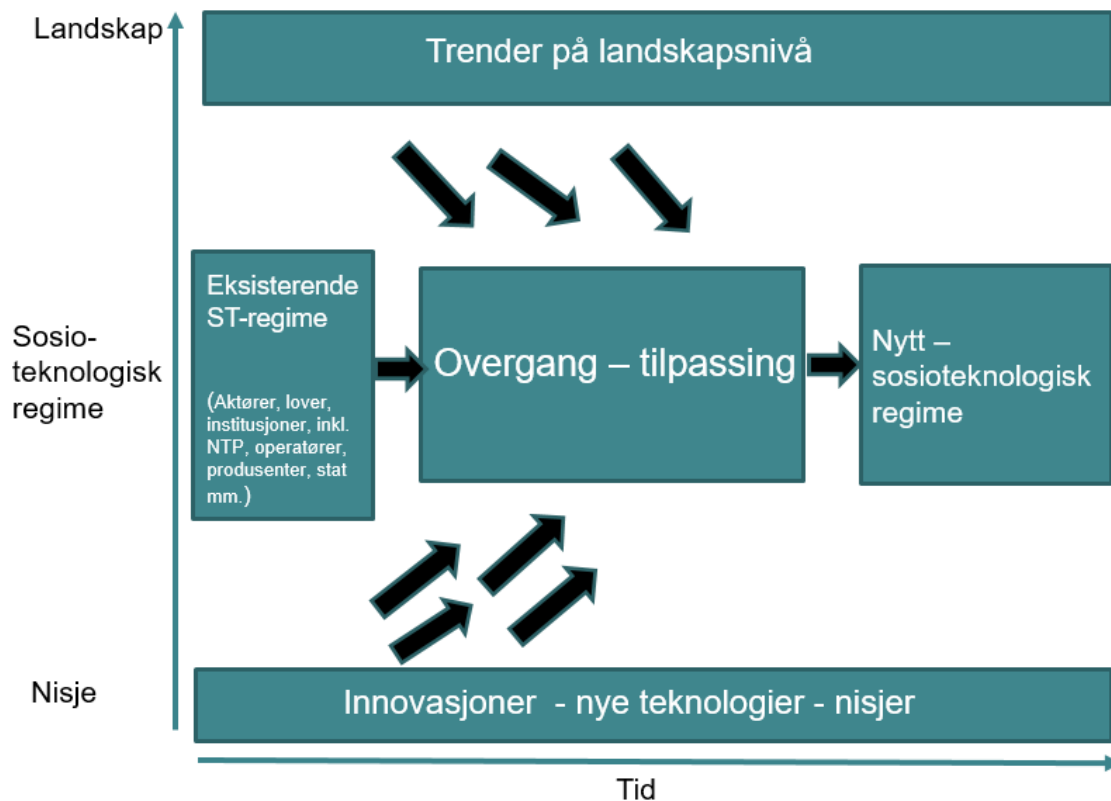 Landskap
Trender på landskapsnivå
Sosio-
teknologisk
regime
Eksisterende
ST-regime
(Aktører, lover,
institusjoner, inkl.
NTP, operatører,
produsenter, stat
mm.)
Overgang – tilpassing
Nytt –
sosioteknologisk
regime
Nisje
Innovasjoner - nye teknologier - nisjer
Tid